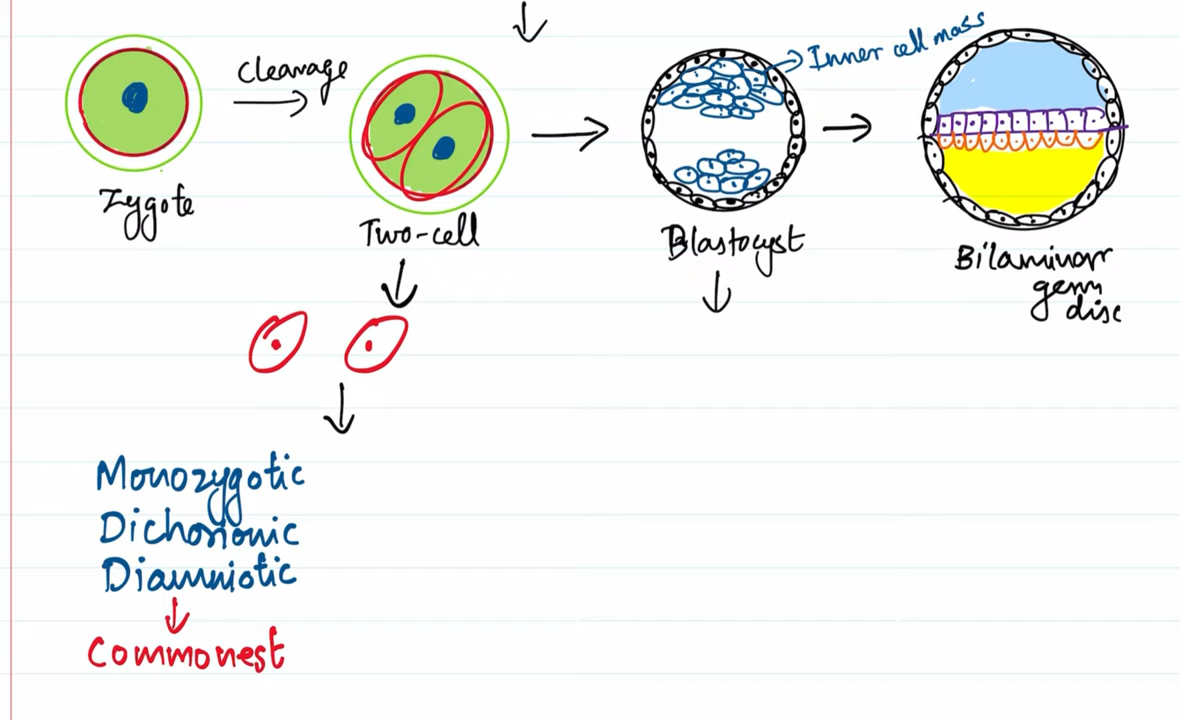 Inner cell mass
Cleavage
Zygote
Two-cell
Blastocyst
Bilaminar
germ
disc
Monozygotic
Dichorionic
Diamniotic
Commonest